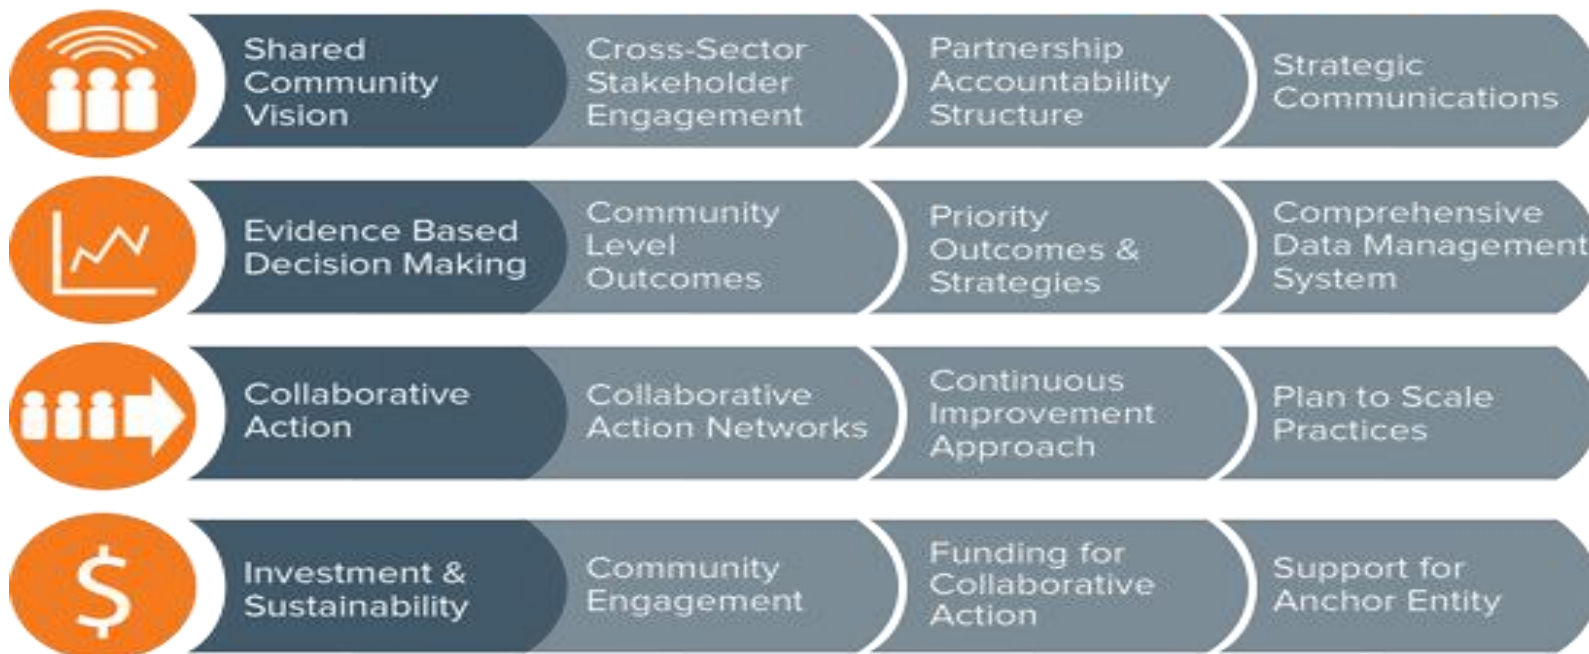 Shared
Community
Vision
Cross-Sector
Stakeholder
Engagement
Partnership
Accountability
Structure
Strategic
Communications
Evidence Based
Decision Making
Community
Level
Outcomes
Priority
Outcomes &
Strategies
Comprehensive
Data Management
System
Collaborative
Action
Collaborative
Action Networks
Continuous
Improvement
Approach
Plan to Scale
Practices
$
Investment &
Sustainability
Community
Engagement
Funding for
Collaborative
Action
Support for
Anchor Entity